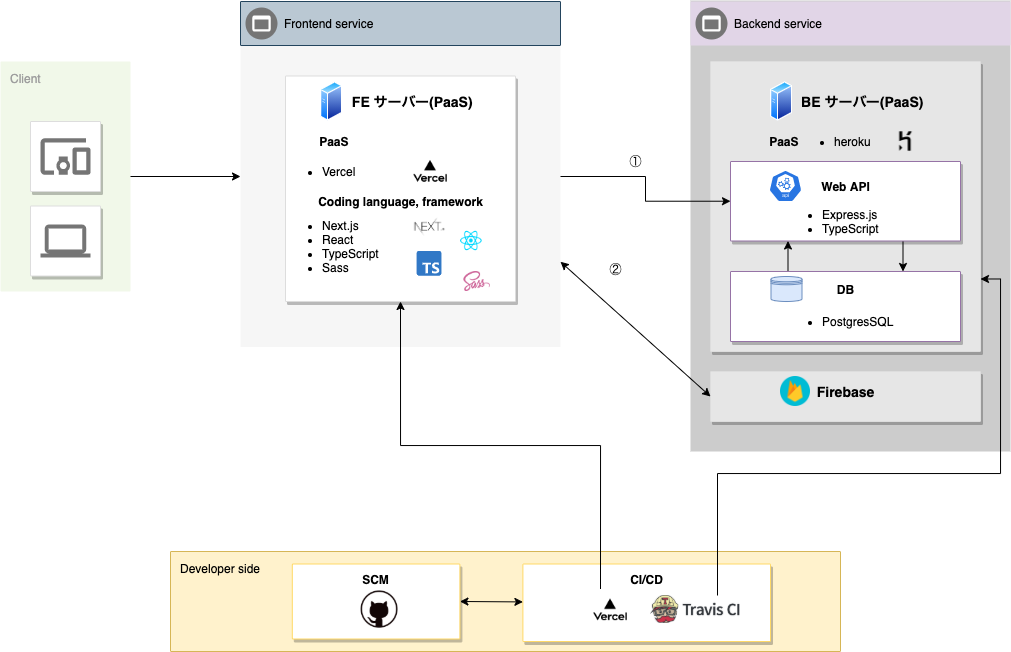 Client
Frontend service
FE サーバー(PaaS)
PaaS
Vercel
Vercel
Coding language, framework
Next.js
React
TypeScript
Sass
NEXT.JS
TS
Sass
①
②
Backend service
BE サーバー(PaaS)
PaaS
heroku
Web API
API
Express.js
TypeScript
DB
PostgresSQL
Firebase
Developer side
SCM
CI/CD
Vercel
Travis CI